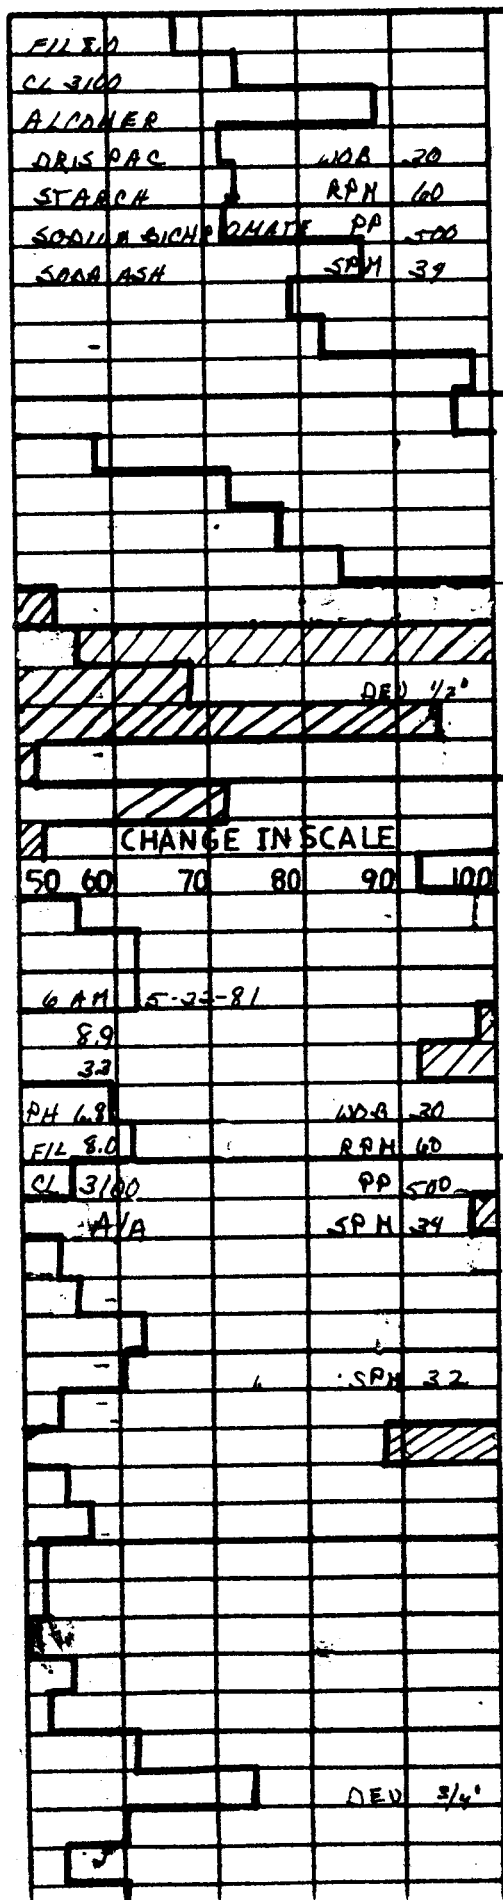 FIL 8.0
CL 3100
ALCOMER
DRISPAC WOB 20
STARCH RPM 60
SODIUM BICHROMATE PP 500
SODA ASH SPM 34
DEV 1/2°
CHANGE IN SCALE
50 60 70 80 90 100
6 AM 5-22-81
8.9
33
PH 6.8 WOB 30
FIL 8.0 RPM 60
CL 3100 PP 500
A/A SPM 34
SPM 32
DEV 3/4°